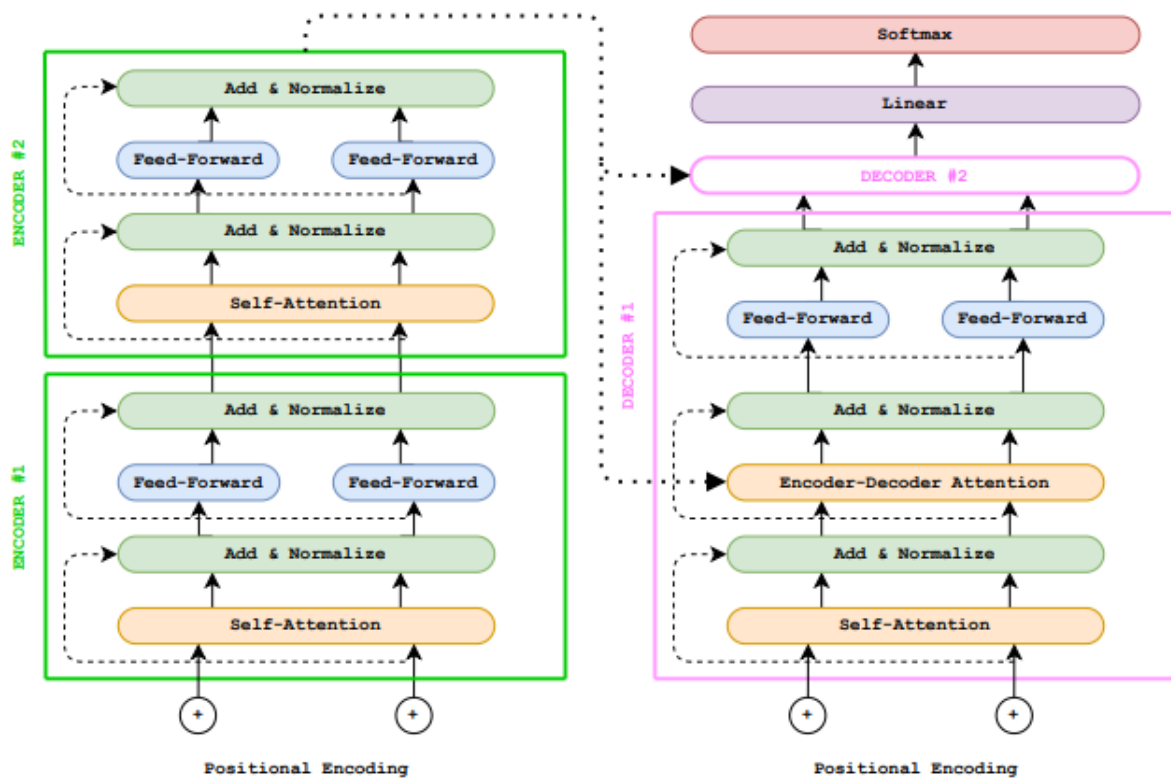 ENCODER #2
Add & Normalize
Feed-Forward
Feed-Forward
Add & Normalize
Self-Attention
ENCODER #1
Add & Normalize
Feed-Forward
Feed-Forward
Add & Normalize
Self-Attention
+
+
Positional Encoding
Softmax
Linear
DECODER #2
DECODER #1
Add & Normalize
Feed-Forward
Feed-Forward
Add & Normalize
Encoder-Decoder Attention
Add & Normalize
Self-Attention
+
+
Positional Encoding